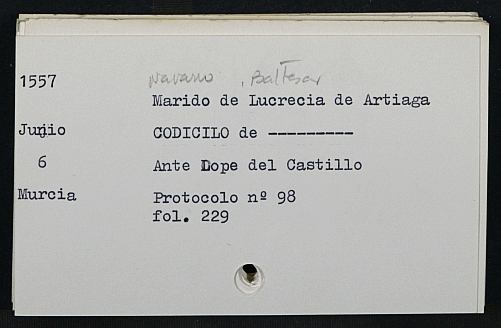 1557 Navarro, Baltesar
Marido de Lucrecia de Artiaga
Junio CODICILO de ---------
6 Ante Lope del Castillo
Murcia Protocolo nº 98
fol. 229